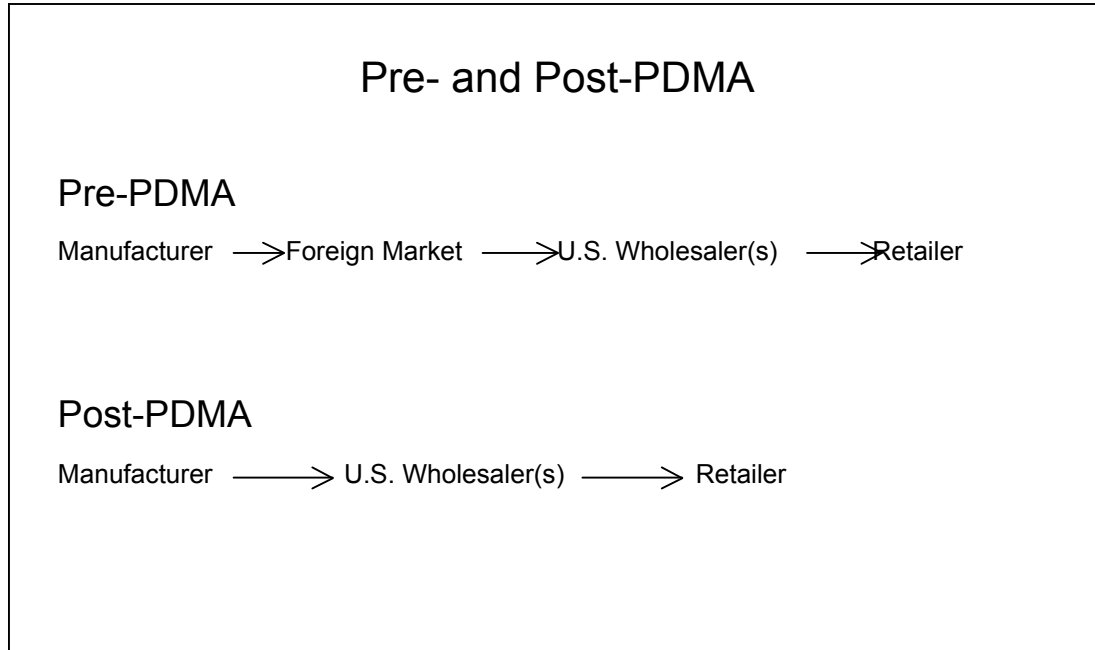 Pre- and Post-PDMA
Pre-PDMA
Manufacturer Foreign Market U.S. Wholesaler(s) Retailer
Post-PDMA
Manufacturer U.S. Wholesaler(s) Retailer